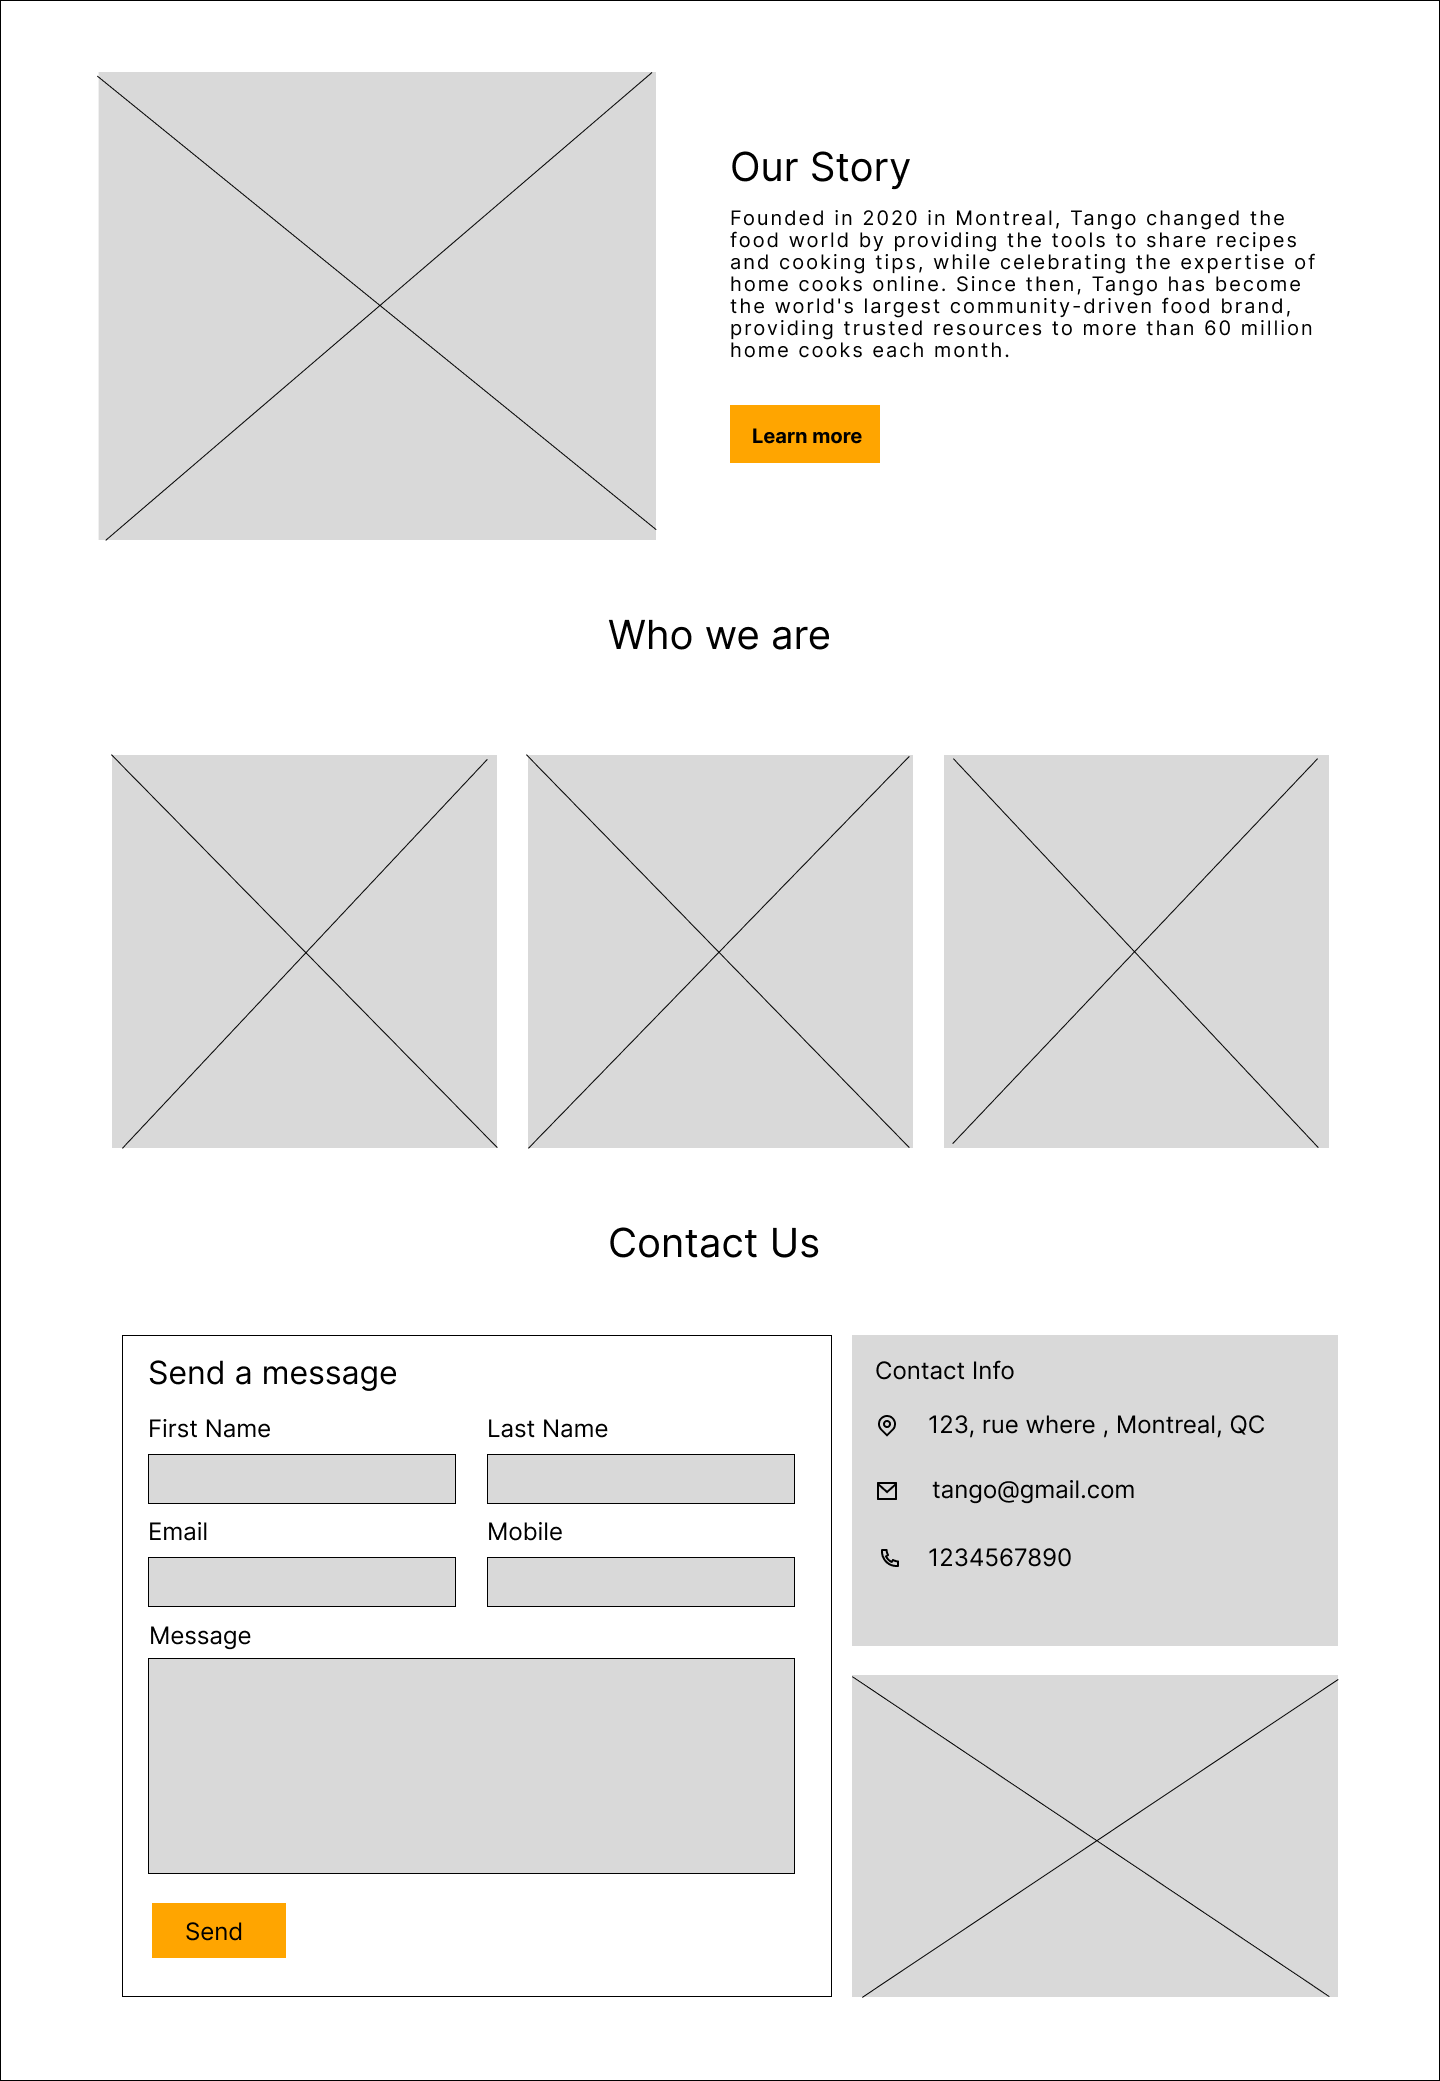 Our Story
Founded in 2020 in Montreal, Tango changed the
food world by providing the tools to share recipes
and cooking tips, while celebrating the expertise of
home cooks online. Since then, Tango has become
the world's largest community-driven food brand,
providing trusted resources to more than 60 million
home cooks each month.
Learn more
Who we are
Contact Us
Send a message
First Name
Last Name
Email
Mobile
Message
Send
Contact Info
123, rue where , Montreal, QC
tango@gmail.com
1234567890